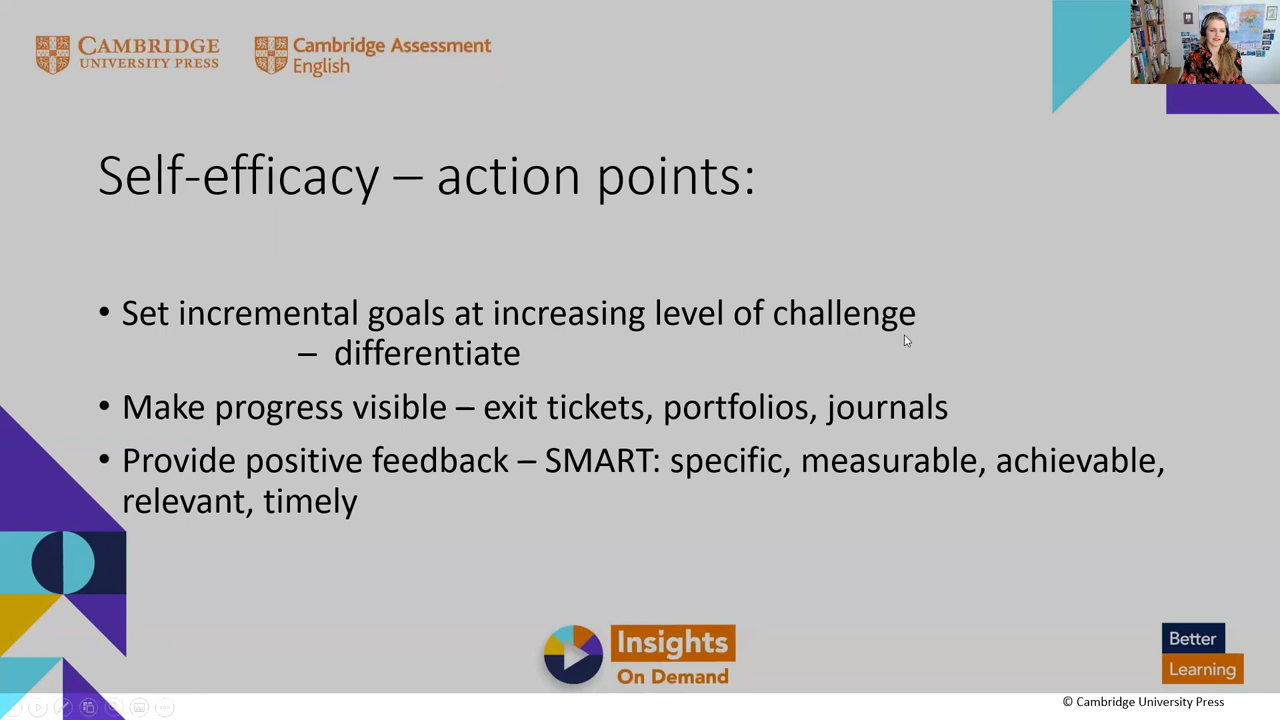 CAMBRIDGE
UNIVERSITY PRESS
Cambridge Assessment
English
Self-efficacy – action points:
• Set incremental goals at increasing level of challenge
– differentiate
• Make progress visible – exit tickets, portfolios, journals
• Provide positive feedback – SMART: specific, measurable, achievable,
relevant, timely
Insights
On Demand
Better
Learning
© Cambridge University Press